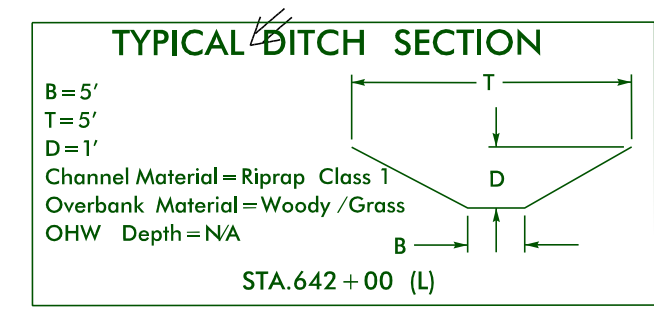 TYPICAL DITCH SECTION
B=5'
T=5'
D=1'
Channel Material=Riprap Class 1
Overbank Material=Woody /Grass
OHW Depth=N/A
T
D
B
STA.642+00 (L)